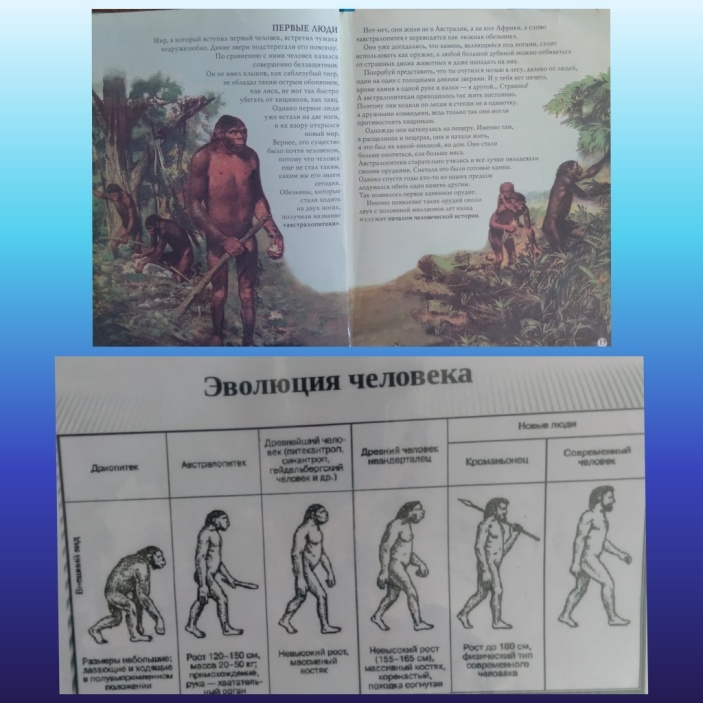 ПЕРВЫЕ ЛЮДИ
Мир, в который вступил первый человек, встретил чужака
недружелюбно. Дикие звери подстерегали его повсюду.
По сравнению с ними человек казался
совершенно беззащитным.
Он не имел клыков, как саблезубый тигр,
не обладал таким острым обонянием,
как лиса, не мог так быстро
убегать от хищников, как заяц.
Однако первые люди
уже встали на две ноги,
и их взору открылся
новый мир.
Вернее, это существо
было почти человеком,
потому что человек
еще не стал таким,
каким мы его знаем
сегодня.
Обезьяны, которые
стали ходить
на двух ногах,
получили название
«австралопитеки».
Нет-нет, они жили не в Австралии, а на юге Африки, а слово
«австралопитек» переводится как «южная обезьяна».
Они уже догадались, что камень, валяющийся под ногами, стоит
использовать как оружие, а любой большой дубиной можно отбиваться
от страшных диких животных и даже нападать на них.
Попробуй представить, что ты очутился ночью в лесу, далеко от людей,
один на один с голодными дикими зверями. И у тебя нет ничего,
кроме камня в одной руке и палки — в другой... Страшно!
А австралопитекам приходилось так жить постоянно.
Поэтому они ходили по лесам и степям не в одиночку,
а дружными командами, ведь только так они могли
противостоять хищникам.
Однажды они наткнулись на пещеру. Именно там,
в расщелинах и пещерах, они и начали жить,
и это был их какой-никакой, но дом. Они стали
больше охотиться, ели больше мяса.
Австралопитеки старательно учились и все лучше овладевали
своими орудиями. Сначала это были готовые камни.
Однако спустя годы кто-то из наших предков
додумался обить один камень другим.
Так появилось первое каменное орудие.
Именно появление таких орудий около
двух с половиной миллионов лет назад
и служит началом человеческой истории.
17
Эволюция человека
Новые люди
Дриопитек
Австралопитек
Древнейший чело-
век (питекантроп,
синантроп,
гейдельбергский
человек и др.)
Древний человек
неандерталец
Кроманьонец
Современный
человек
Внешний вид
Размеры небольшие;
лазающие и ходящие
в полувыпрямленном
положении
Рост 120–150 см,
масса 20–50 кг;
прямохождение,
рука — хвататель-
ный орган
Невысокий рост,
массивный
костяк
Невысокий рост
(155–165 см),
массивный костяк,
коренастый,
походка согнутая
Рост до 180 см,
физический тип
современного
человека